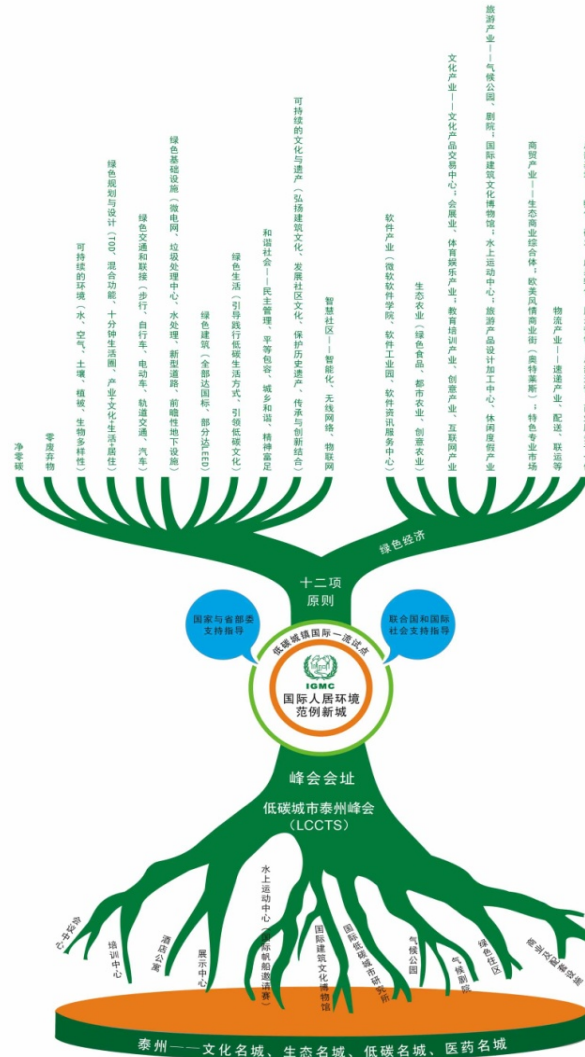 净零碳
零废弃物
可持续的环境（水、空气、土壤、植被、生物多样性）
绿色规划与设计（TOD、混合功能、十分钟生活圈、产业+文化+生活+居住）
绿色交通和联接（步行、自行车、电动车、轨道交通、汽车）
绿色基础设施（微电网、垃圾处理中心、水处理、新型道路、前瞻性地下设施）
绿色建筑（全部达国标、部分达LEED）
绿色生活（引导践行低碳生活方式、引领低碳文化）
和谐社会——民主管理、平等包容、城乡和谐、精神富足
可持续的文化与遗产（弘扬建筑文化、发展社区文化、保护历史遗产、传承与创新结合）
智慧社区——智能化、无线网络、物联网
软件产业（微软软件学院、软件工业园、软件资讯服务中心）
生态农业（绿色食品、都市农业、创意农业）
文化产业——文化产品交易中心；会展业、体育娱乐产业；教育培训产业、创意产业、互联网产业
旅游产业——气候公园、剧院；国际建筑文化博物馆；水上运动中心；旅游产品设计加工中心、休闲度假产业
商贸产业——生态商业综合体；欧美风情商业街（奥特莱斯）；特色专业市场
物流产业——速递产业、配送、联运等
绿色经济
十二项
原则
国家与省部委
支持指导
联合国和国际
社会支持指导
低碳城镇国际一流试点
IGMC
国际人居环境
范例新城
峰会会址
低碳城市泰州峰会
（LCCTS）
会议中心
培训中心
酒店公寓
展示中心
水上运动中心（国际帆船邀请赛）
国际建筑文化博物馆
国际低碳城市研究所
气候公园
气候剧院
绿色住区
商业及配套设施
泰州——文化名城、生态名城、低碳名城、医药名城